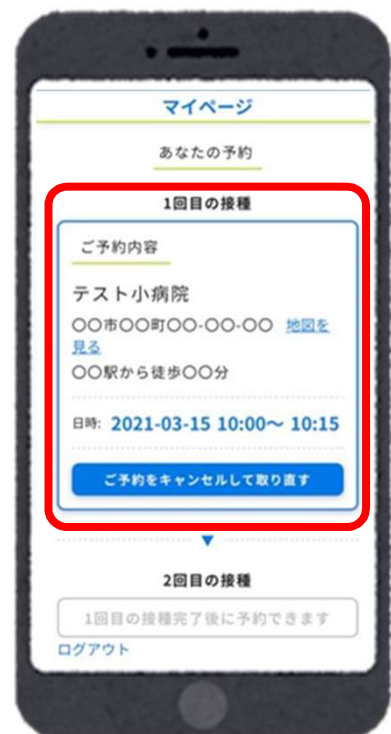 マイページ
あなたの予約
1回目の接種
ご予約内容
テスト小病院
〇〇市〇〇町〇〇-〇〇-〇〇 地図を
見る
〇〇駅から徒歩〇〇分
日時: 2021-03-15 10:00～ 10:15
ご予約をキャンセルして取り直す
2回目の接種
1回目の接種完了後に予約できます
ログアウト